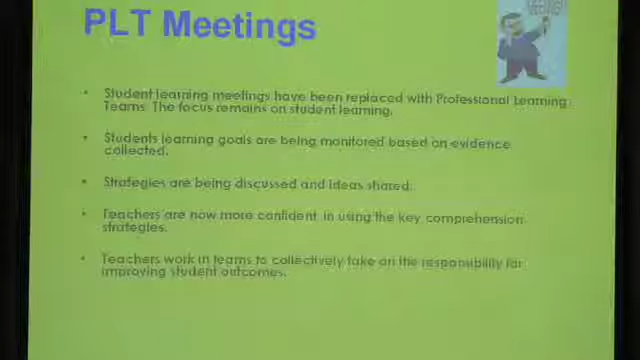 PLT Meetings
• Student learning meetings have been replaced with Professional Learning
Teams. The focus remains on student learning.
• Students learning goals are being monitored based on evidence
collected.
• Strategies are being discussed and ideas shared.
• Teachers are now more confident in using the key comprehension
strategies.
• Teachers work in teams to collectively take on the responsibility for
improving student outcomes.